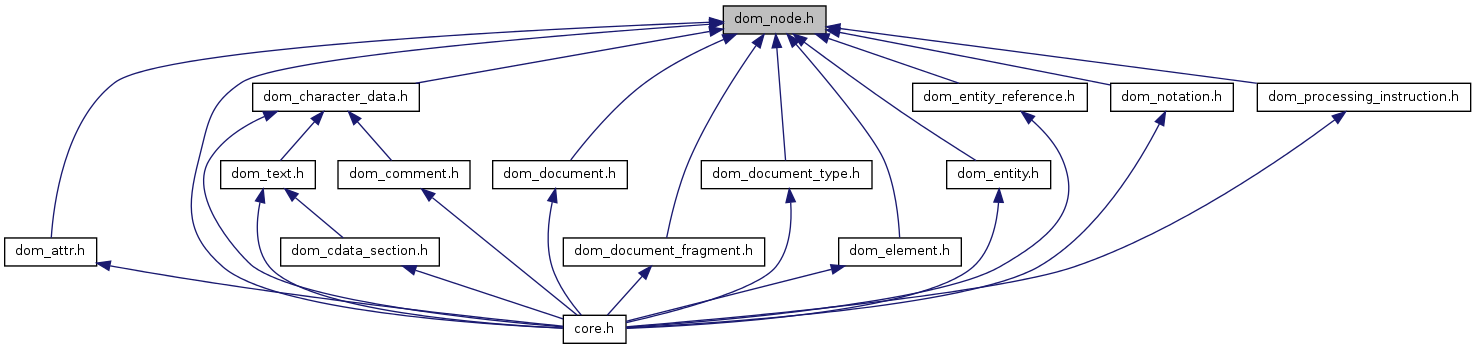 dom_node.h
dom_character_data.h
dom_entity_reference.h
dom_notation.h
dom_processing_instruction.h
dom_text.h
dom_comment.h
dom_document.h
dom_document_type.h
dom_entity.h
dom_attr.h
dom_cdata_section.h
dom_document_fragment.h
dom_element.h
core.h